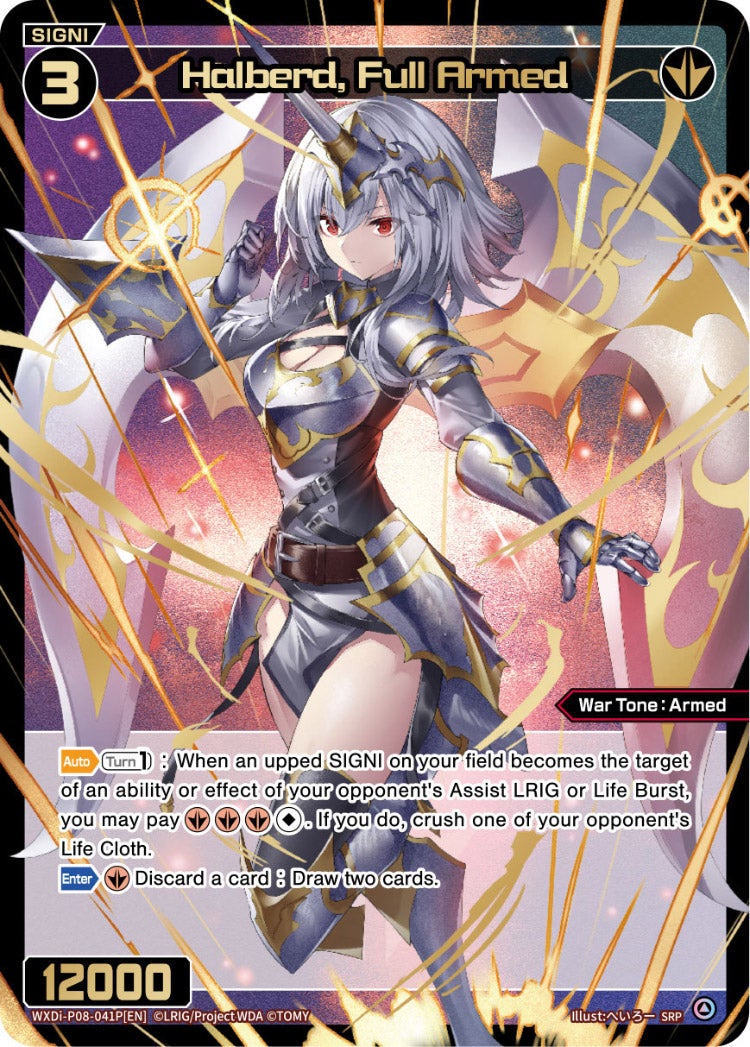 SIGNI
3
Halberd, Full Armed
War Tone : Armed
Auto Turn 1 : When an upped SIGNI on your field becomes the target
of an ability or effect of your opponent's Assist LRIG or Life Burst,
you may pay . If you do, crush one of your opponent's
Life Cloth.
Enter Discard a card : Draw two cards.
12000
WXDi-P08-041P[EN] ©LRIG/Project WDA ©TOMY Illust:ぺいろー SRP